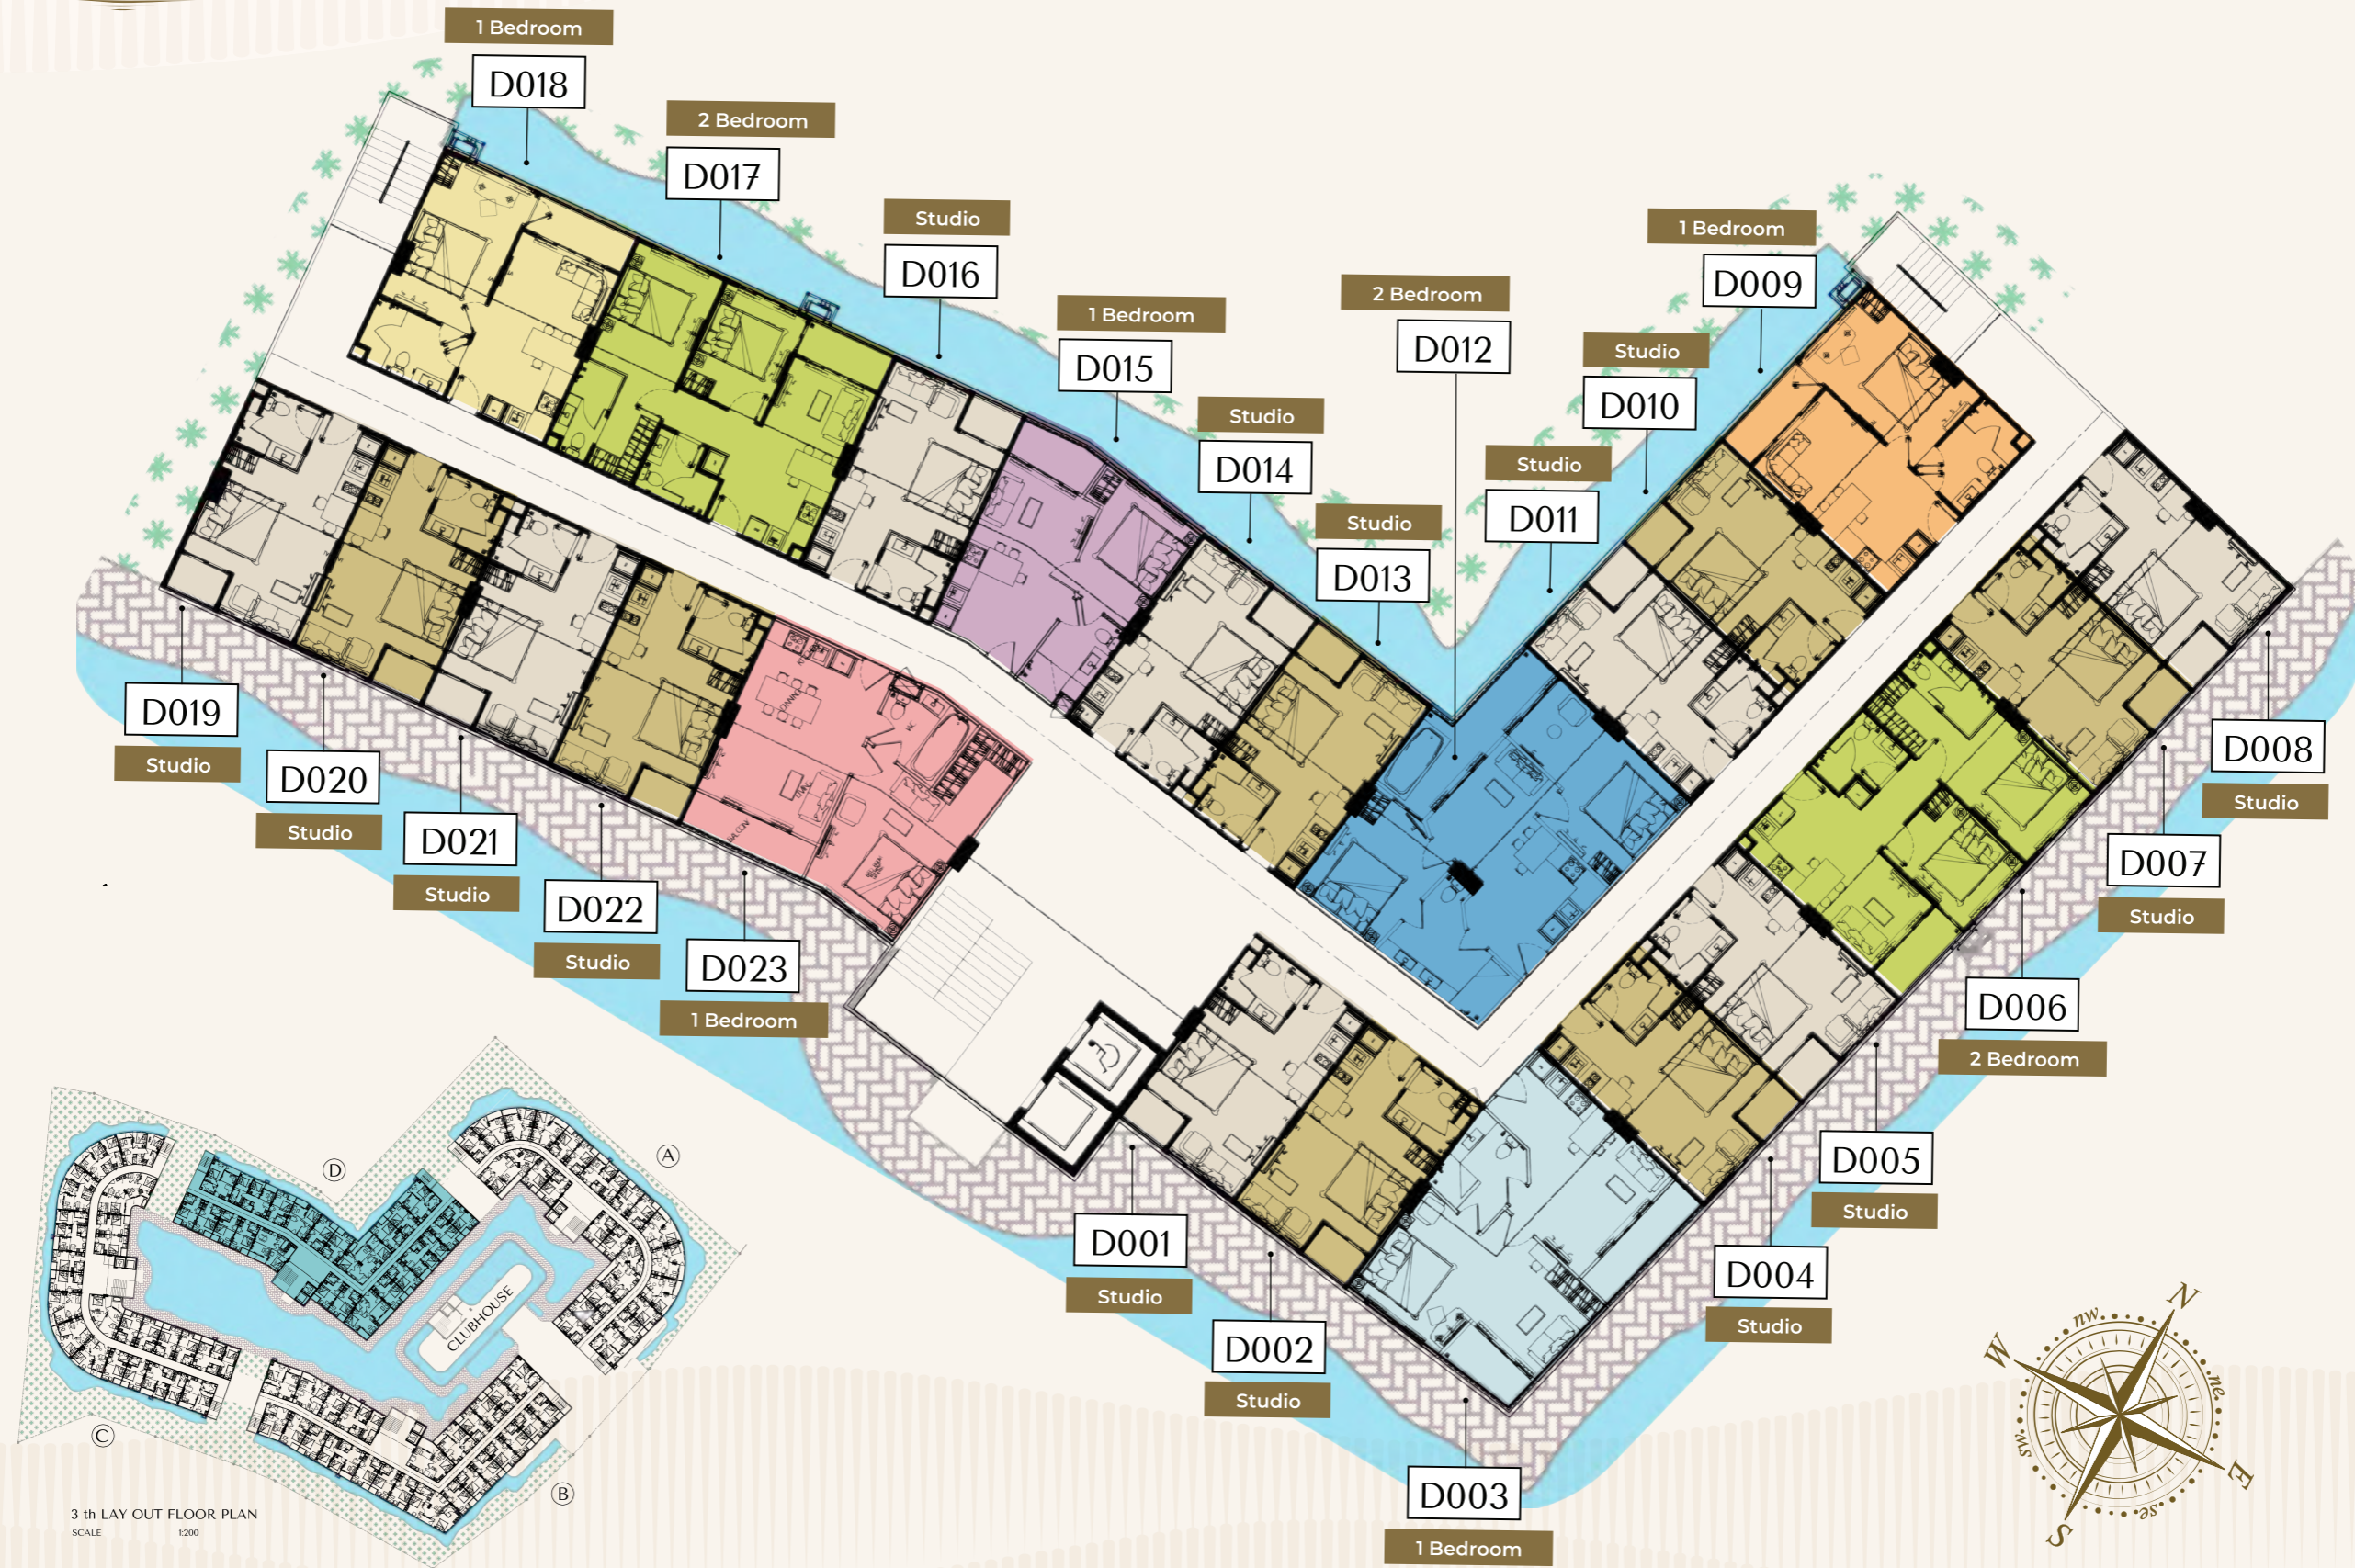 1 Bedroom
D018
2 Bedroom
D017
Studio
D016
1 Bedroom
D015
Studio
D014
Studio
D013
2 Bedroom
D012
Studio
D011
Studio
D010
1 Bedroom
D009
D019
Studio
D020
Studio
D021
Studio
D022
Studio
D023
1 Bedroom
D008
Studio
D007
Studio
D006
2 Bedroom
D005
Studio
D004
Studio
D001
Studio
D002
Studio
D003
1 Bedroom
DINING
LIVING
BALCONY
W.C
D
A
CLUBHOUSE
C
B
3 th LAY OUT FLOOR PLAN
SCALE 1:200
N
nw
W
ne
sw
E
se
S